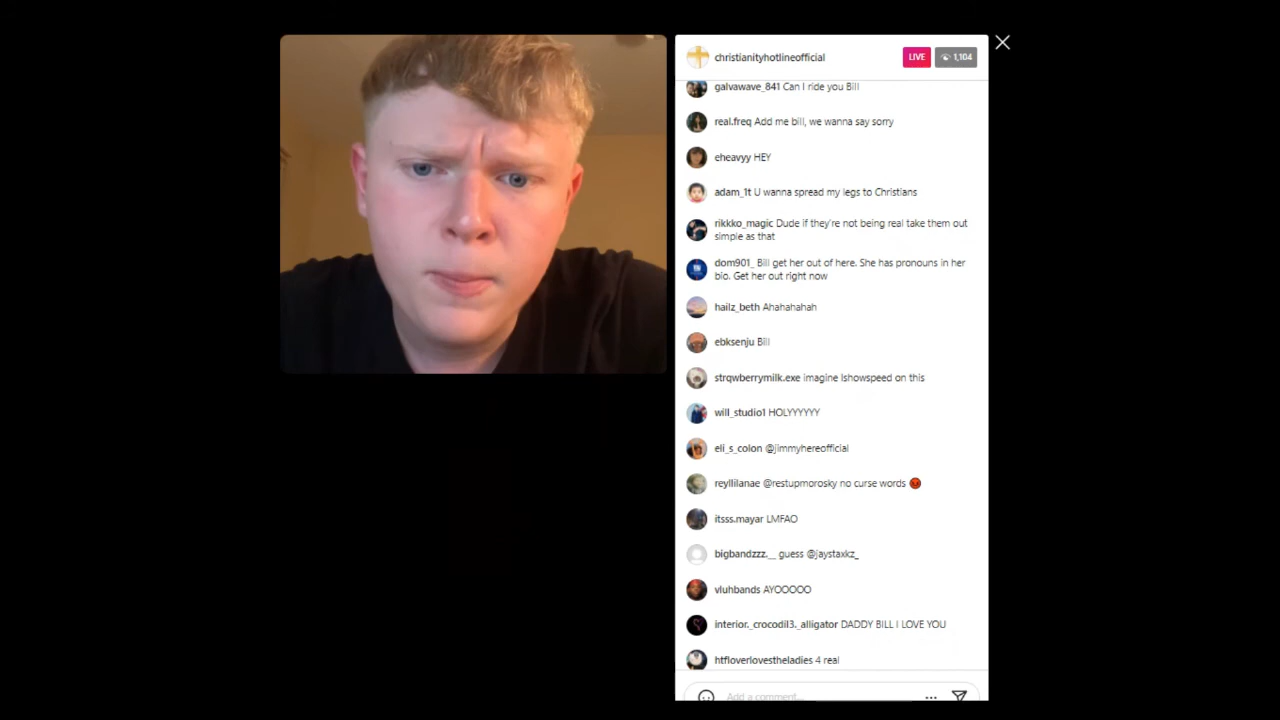 christianityhotlineofficial LIVE 1,104
galvawave_841 Can I ride you Bill
real.freq Add me bill, we wanna say sorry
eheavyy HEY
adam_1t U wanna spread my legs to Christians
rikkko_magic Dude if they're not being real take them out
simple as that
dom901_ Bill get her out of here. She has pronouns in her
bio. Get her out right now
hailz_beth Ahahahahah
ebksenju Bill
strqwberrymilk.exe imagine Ishowspeed on this
will_studio1 HOLYYYYYY
eli_s_colon @jimmyhereofficial
reyllilanae @restupmorosky no curse words 😡
itsss.mayar LMFAO
bigbandzzz.__ guess @jaystaxkz_
vluhbands AYOOOOO
interior._crocodil3._alligator DADDY BILL I LOVE YOU
htfloverlovestheladies 4 real
Add a comment...